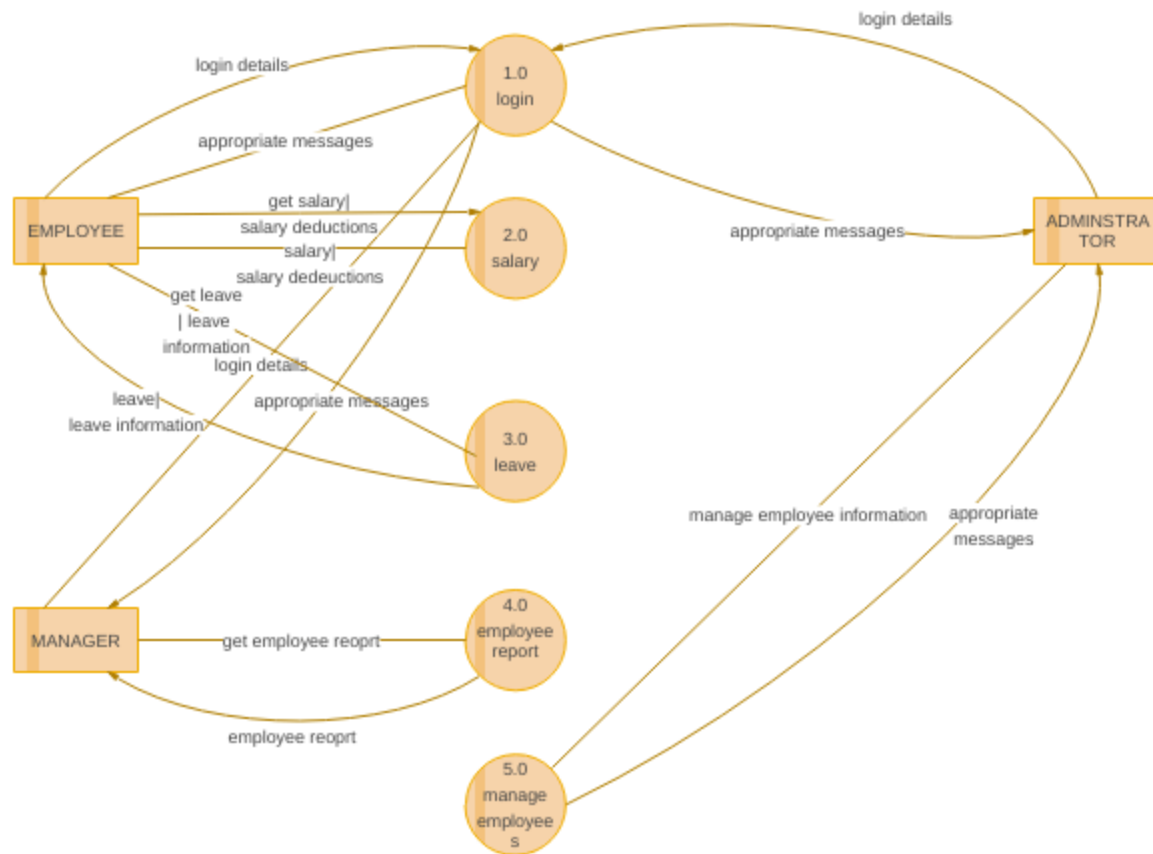 login details
login details
1.0
login
appropriate messages
get salary|
salary deductions
EMPLOYEE
2.0
salary
salary|
salary dedeuctions
appropriate messages
ADMINSTRA
TOR
get leave
| leave
information
login details
leave|
leave information
appropriate messages
3.0
leave
manage employee information
appropriate
messages
MANAGER
get employee reoprt
4.0
employee
report
employee reoprt
5.0
manage
employee
s